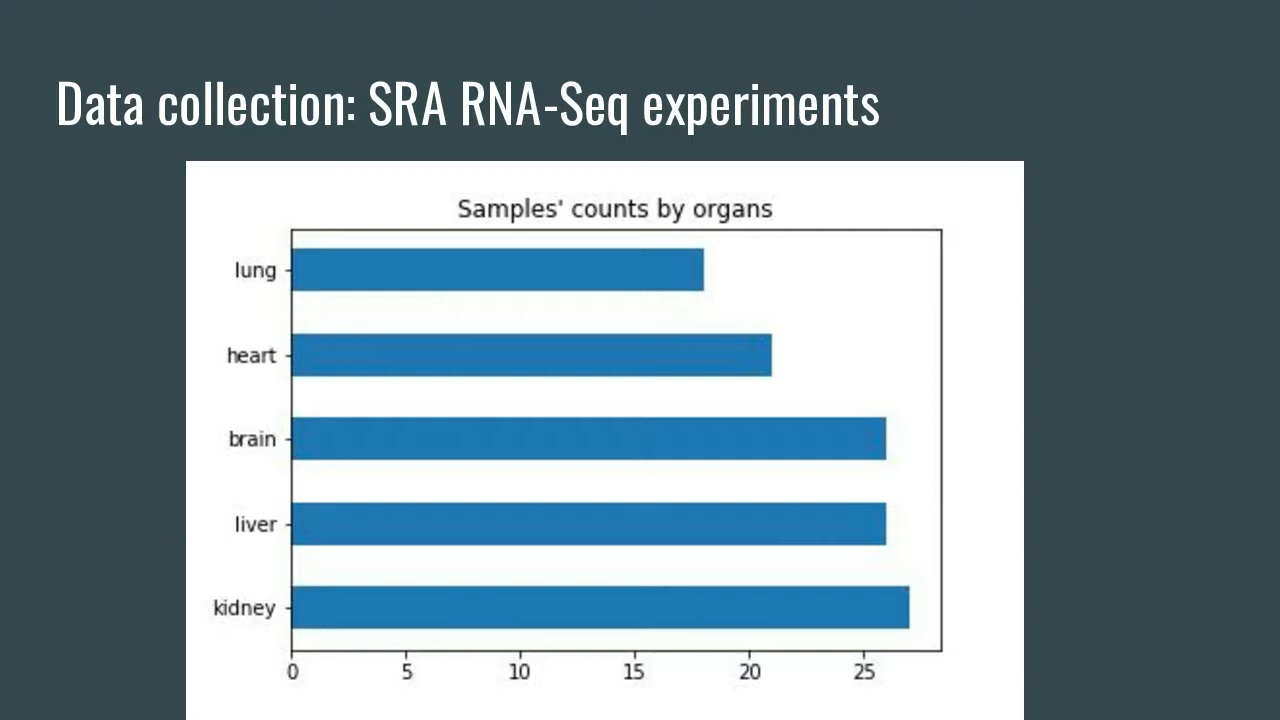 Data collection: SRA RNA-Seq experiments
Samples' counts by organs
lung
heart
brain
liver
kidney
0 5 10 15 20 25